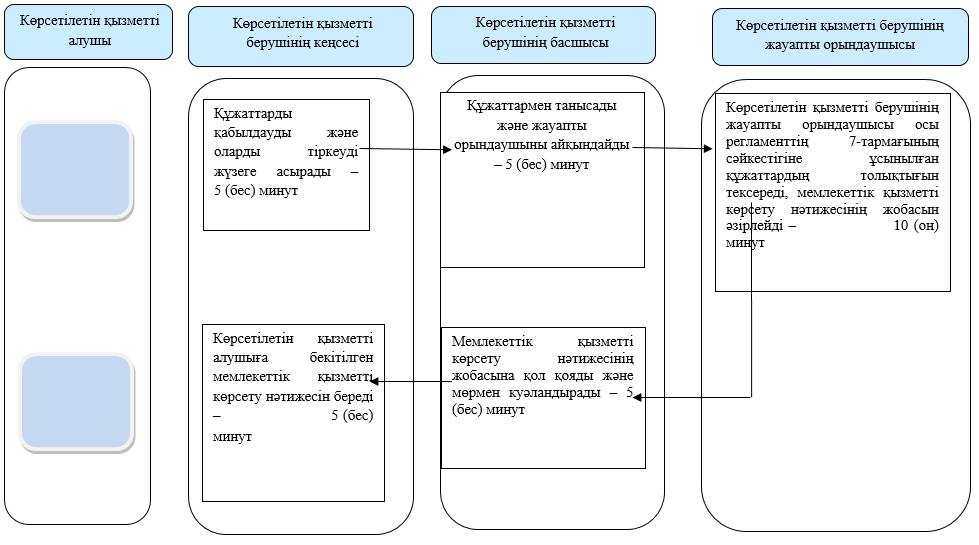 Көрсетілетін қызметті
алушы
Көрсетілетін қызметті
берушінің кеңсесі
Көрсетілетін қызметті
берушінің басшысы
Көрсетілетін қызметті берушінің
жауапты орындаушысы
Құжаттарды
қабылдауды және
оларды тіркеуді
жүзеге асырады –
5 (бес) минут
Құжаттармен танысады
және жауапты
орындаушыны айқындайды
– 5 (бес) минут
Көрсетілетін қызметті берушінің
жауапты орындаушысы осы
регламенттің 7-тармағының
сәйкестігіне ұсынылған
құжаттардың толықтығын
тексереді, мемлекеттік қызметті
көрсету нәтижесінің жобасын
әзірлейді – 10 (он)
минут
Көрсетілетін қызметті
алушыға бекітілген
мемлекеттік қызметті
көрсету нәтижесін береді
– 5 (бес)
минут
Мемлекеттік қызметті
көрсету нәтижесінің
жобасына қол қояды және
мөрмен куәландырады – 5
(бес) минут